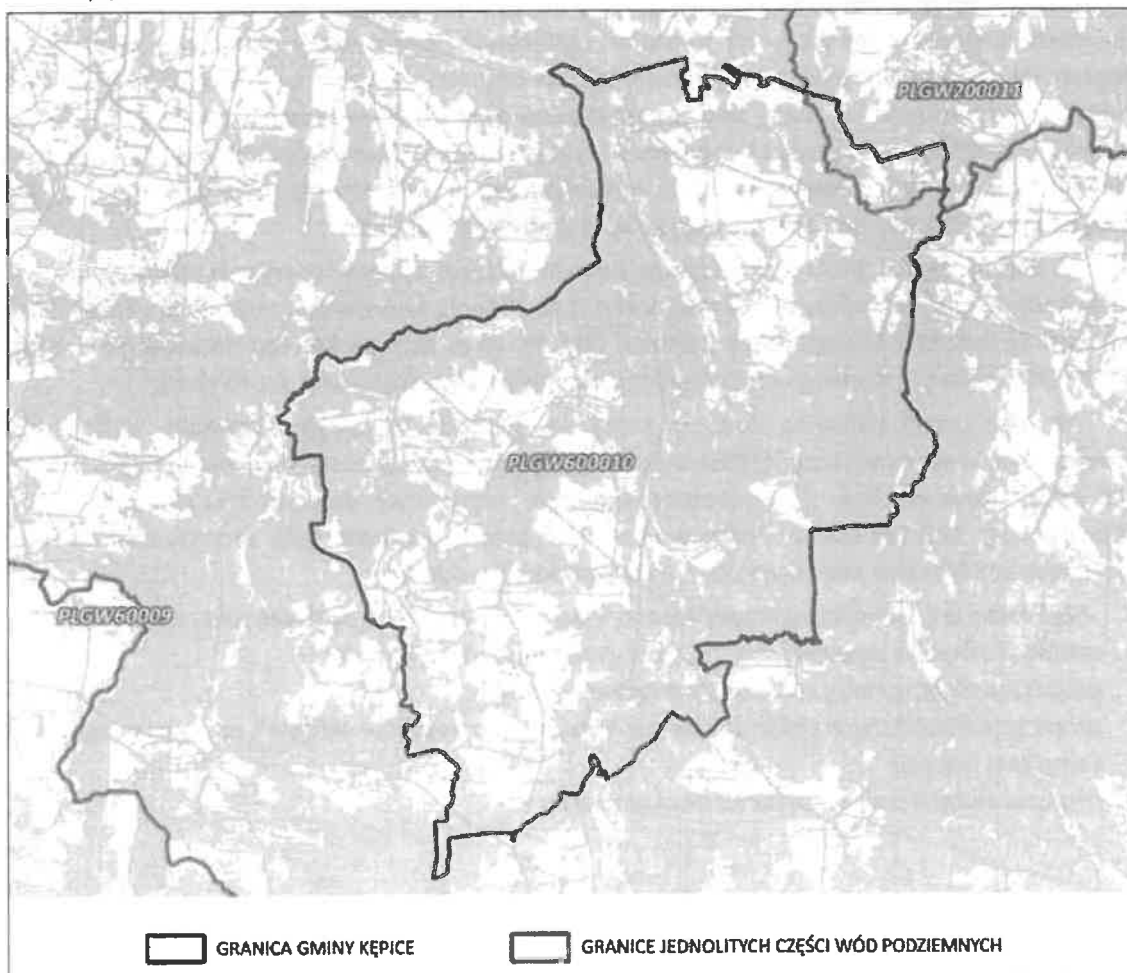 PLGW200011
PLGW600010
PLGW60009
GRANICA GMINY KĘPICE
GRANICE JEDNOLITYCH CZĘŚCI WÓD PODZIEMNYCH